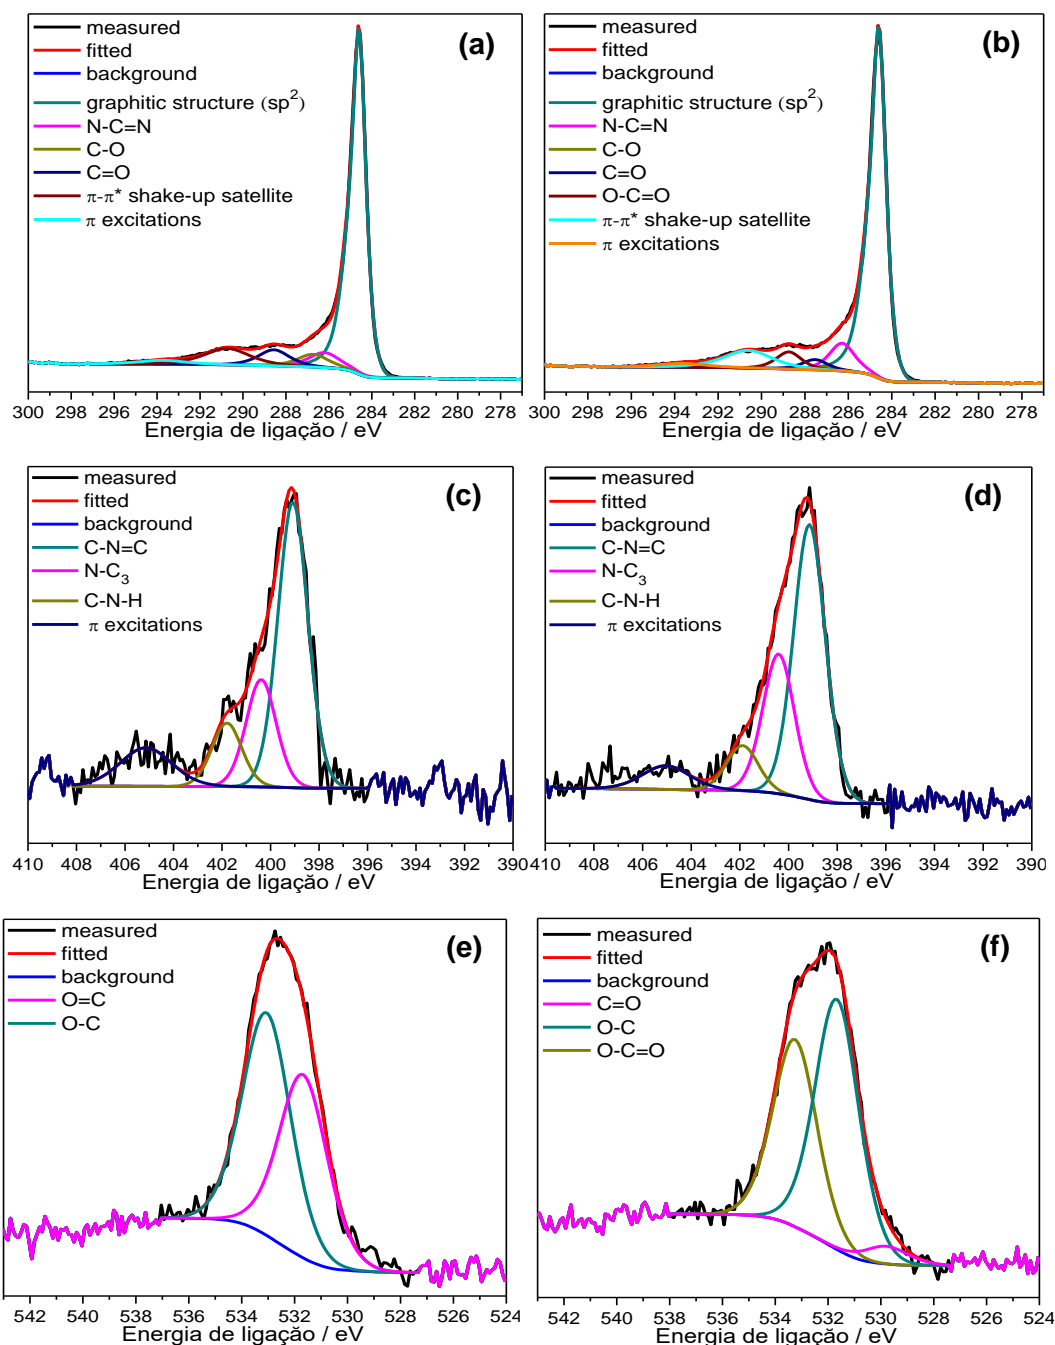 measured
fitted
background
graphitic structure (sp2)
N-C=N
C-O
C=O
π-π* shake-up satellite
π excitations
(a)
300 298 296 294 292 290 288 286 284 282 280 278
Energia de ligação / eV
measured
fitted
background
graphitic structure (sp2)
N-C=N
C-O
C=O
O-C=O
π-π* shake-up satellite
π excitations
(b)
300 298 296 294 292 290 288 286 284 282 280 278
Energia de ligação / eV
measured
fitted
background
C-N=C
N-C3
C-N-H
π excitations
(c)
410 408 406 404 402 400 398 396 394 392 390
Energia de ligação / eV
measured
fitted
background
C-N=C
N-C3
C-N-H
π excitations
(d)
410 408 406 404 402 400 398 396 394 392 390
Energia de ligação / eV
measured
fitted
background
O=C
O-C
(e)
542 540 538 536 534 532 530 528 526 524
Energia de ligação / eV
measured
fitted
background
C=O
O-C
O-C=O
(f)
542 540 538 536 534 532 530 528 526 524
Energia de ligação / eV